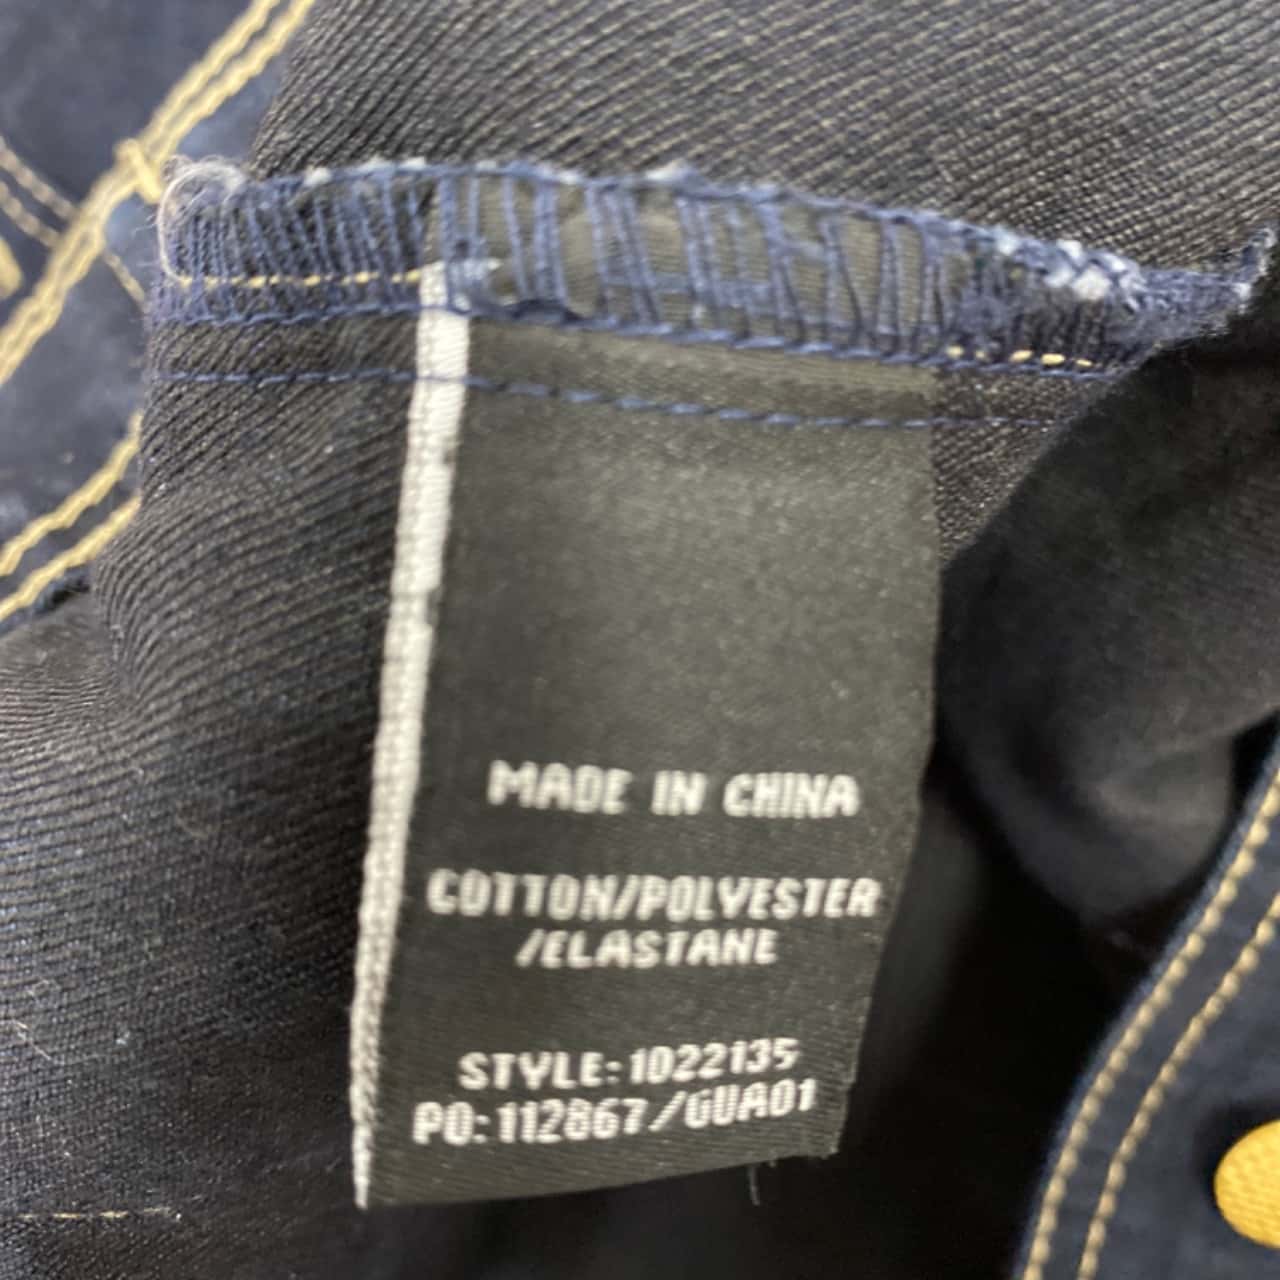 MADE IN CHINA
COTTON/POLYESTER
/ELASTANE
STYLE:1022135
PO:112867/GUA01